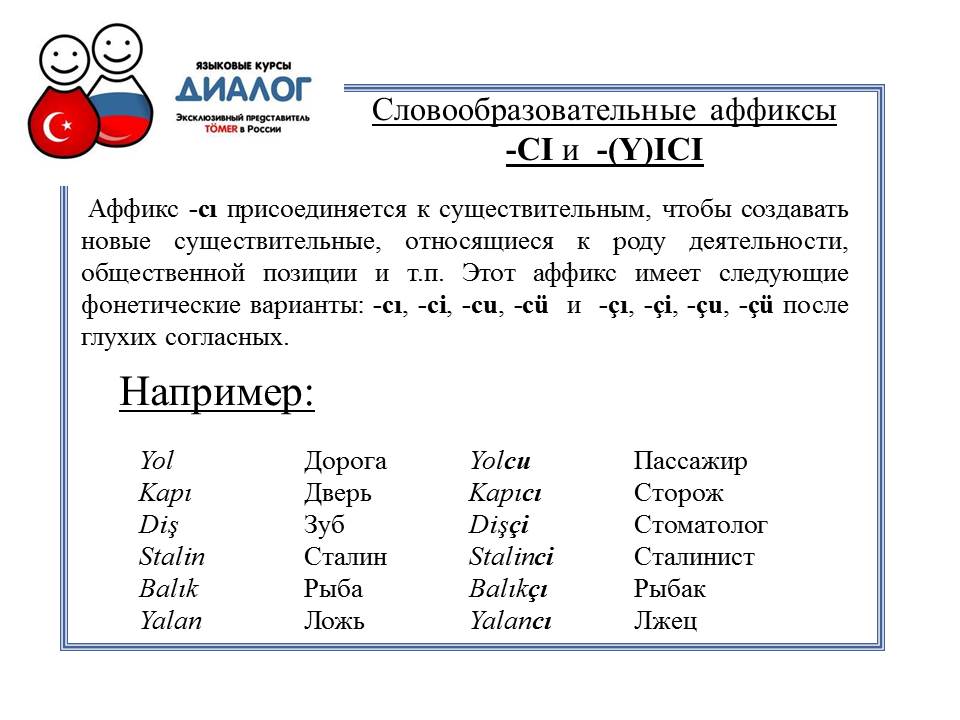 ЯЗЫКОВЫЕ КУРСЫ
ДИАЛОГ
Эксклюзивный представитель
TÖMER в России
Словообразовательные аффиксы
-CI и -(Y)ICI
Аффикс -cı присоединяется к существительным, чтобы создавать
новые существительные, относящиеся к роду деятельности,
общественной позиции и т.п. Этот аффикс имеет следующие
фонетические варианты: -cı, -ci, -cu, -cü и -çı, -çi, -çu, -çü после
глухих согласных.
Например:
Yol Дорога Yolcu Пассажир
Kapı Дверь Kapıcı Сторож
Diş Зуб Dişçi Стоматолог
Stalin Сталин Stalinci Сталинист
Balık Рыба Balıkçı Рыбак
Yalan Ложь Yalancı Лжец